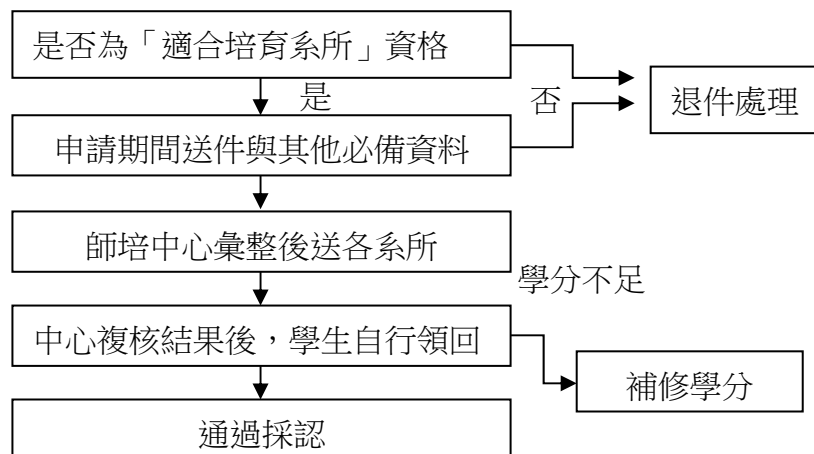 是否為「適合培育系所」資格
是
否
退件處理
申請期間送件與其他必備資料
師培中心彙整後送各系所
學分不足
中心複核結果後，學生自行領回
補修學分
通過採認